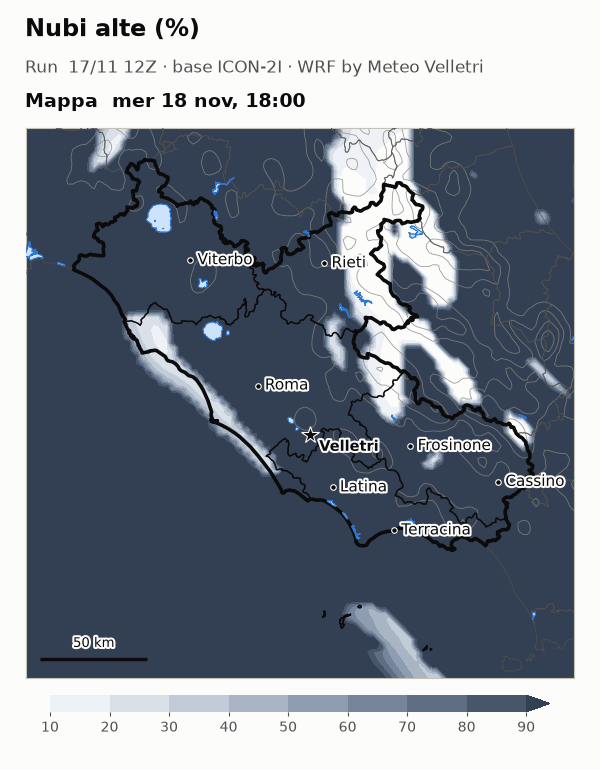 Nubi alte (%)
Run  17/11 12Z · base ICON-2I · WRF by Meteo Velletri
Mappa  mer 18 nov, 18:00
Viterbo
Rieti
Roma
Velletri
Frosinone
Latina
Cassino
Terracina
50 km
10 20 30 40 50 60 70 80 90